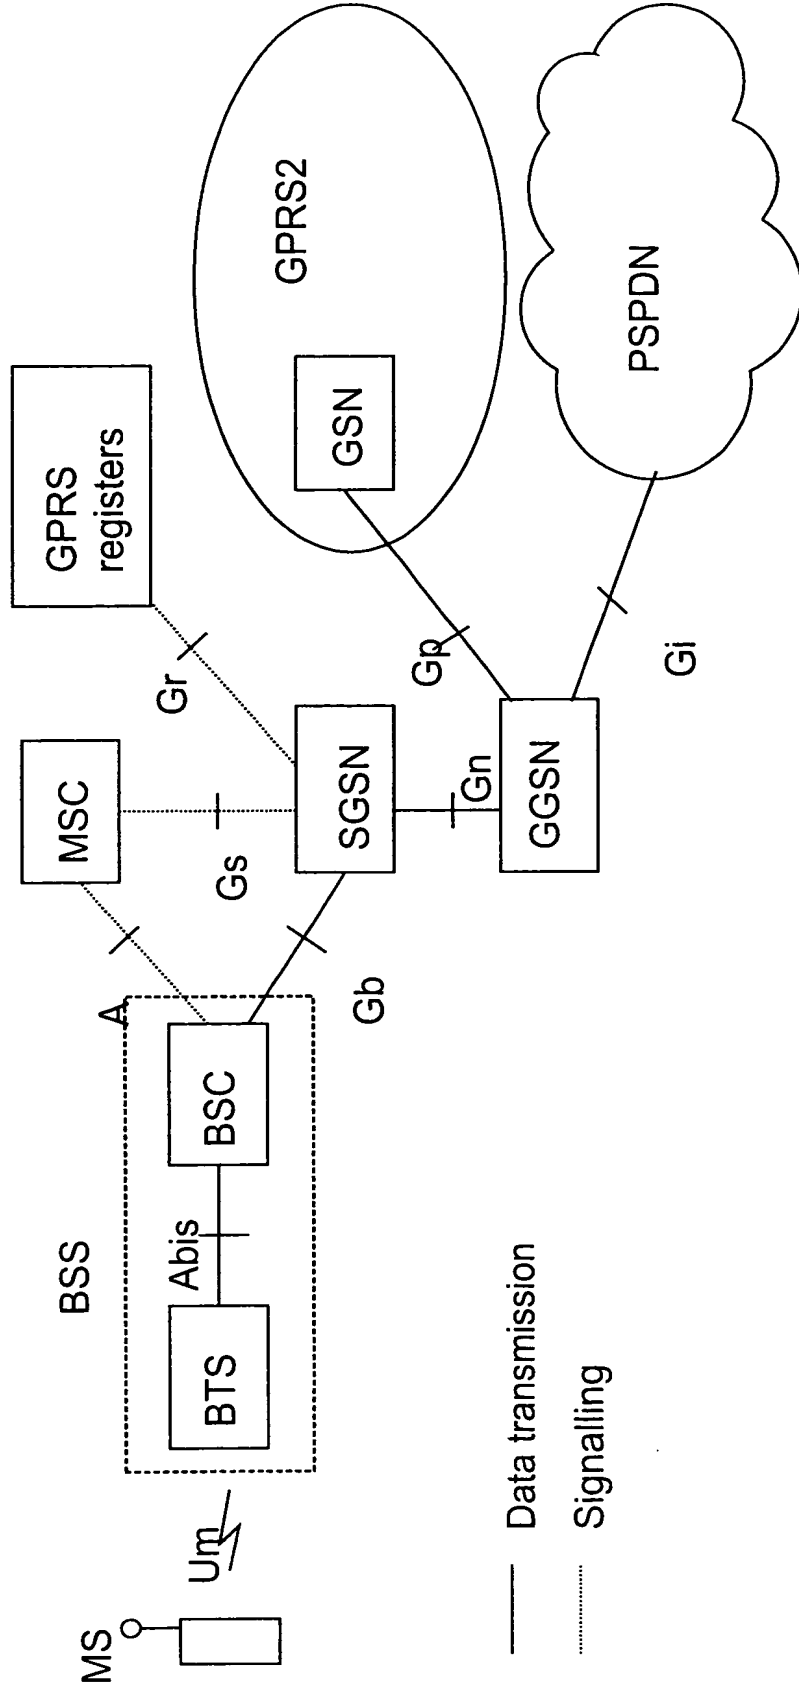 MS
Um
BSS
BTS
Abis
BSC
A
MSC
Gs
Gb
SGSN
Gr
GPRS
registers
Gn
GGSN
Gp
Gi
GSN
GPRS2
PSPDN
Data transmission
Signalling